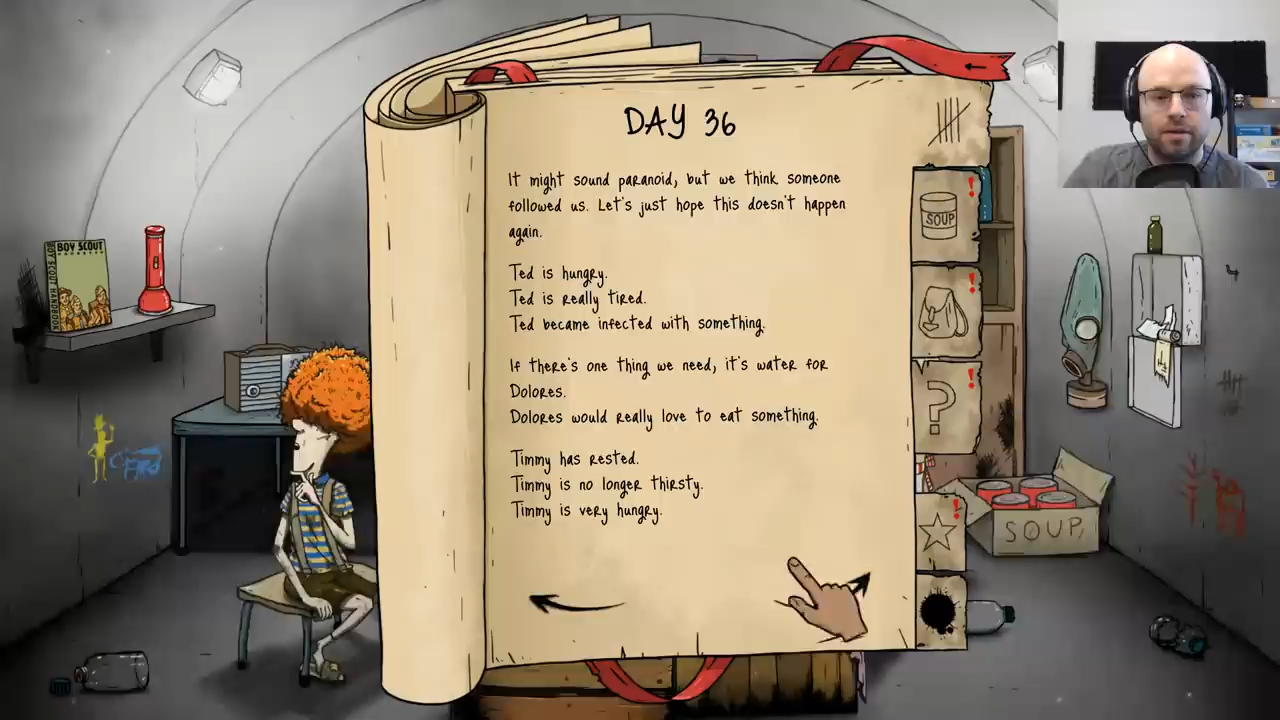 DAY 36
It might sound paranoid, but we think someone
followed us. Let's just hope this doesn't happen
again.
Ted is hungry.
Ted is really tired.
Ted became infected with something.
If there's one thing we need, it's water for
Dolores.
Dolores would really love to eat something.
Timmy has rested.
Timmy is no longer thirsty.
Timmy is very hungry.
!
SOUP
!
!
?
!
BOY SCOUT
BOY SCOUT HANDBOOK
SOUP